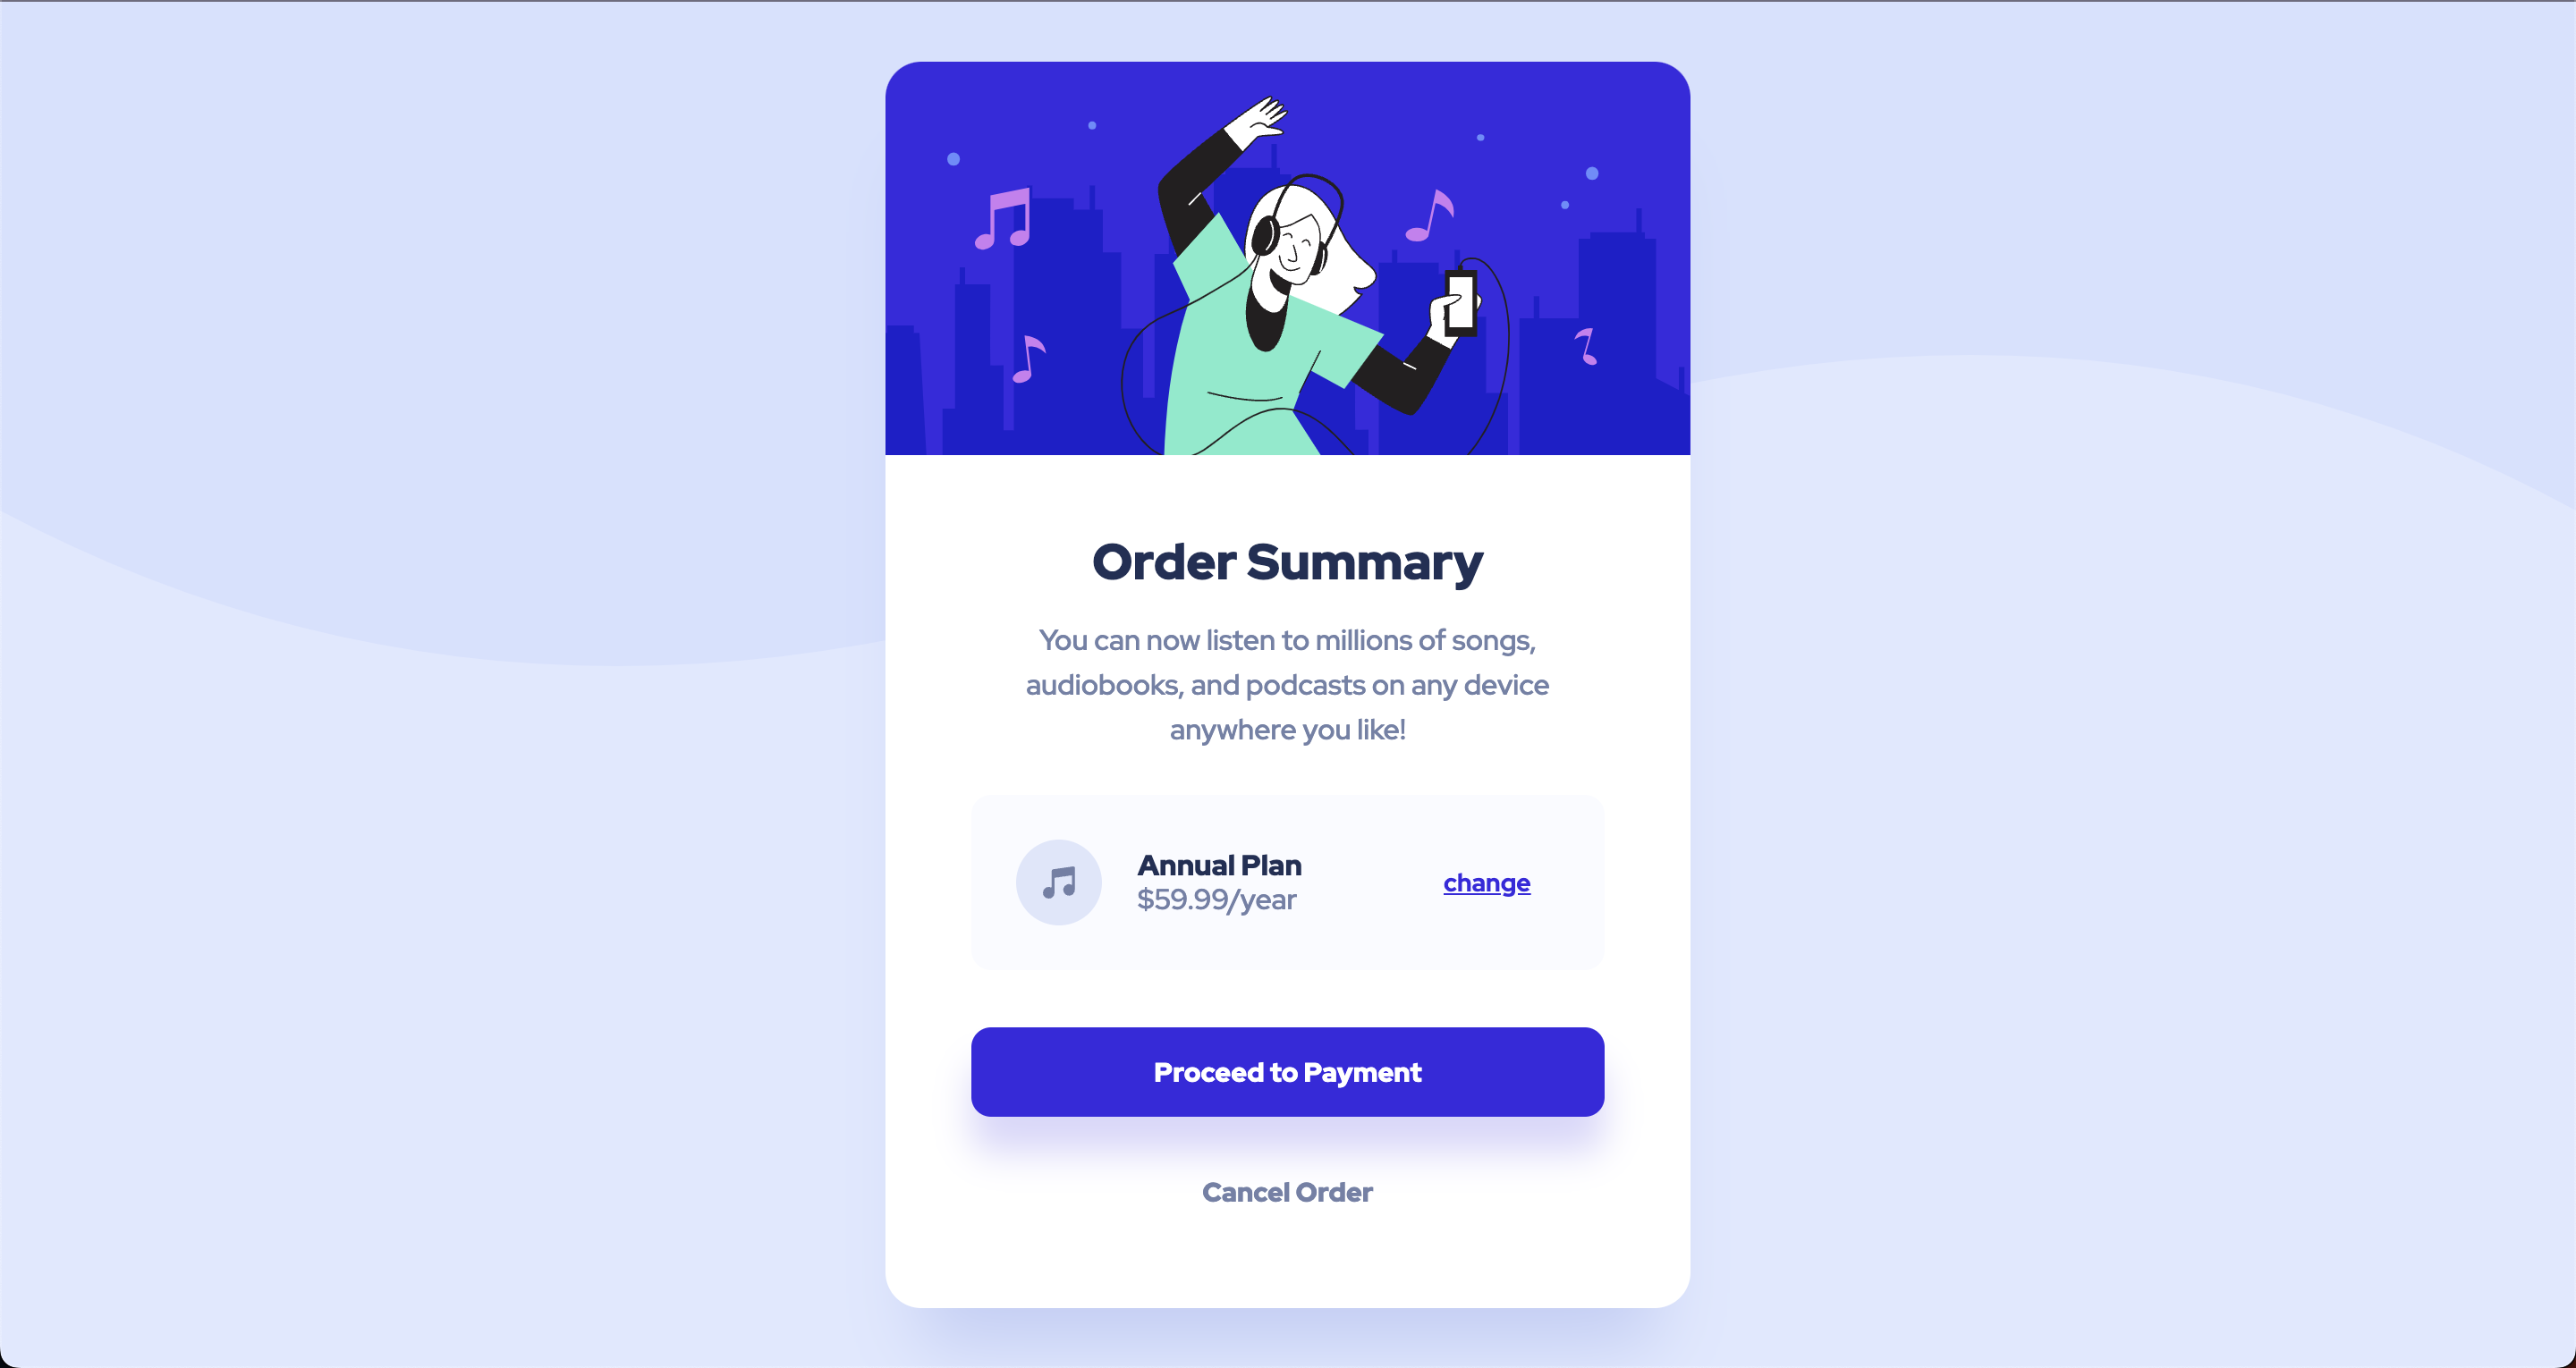 Order Summary
You can now listen to millions of songs,
audiobooks, and podcasts on any device
anywhere you like!
Annual Plan
$59.99/year
change
Proceed to Payment
Cancel Order